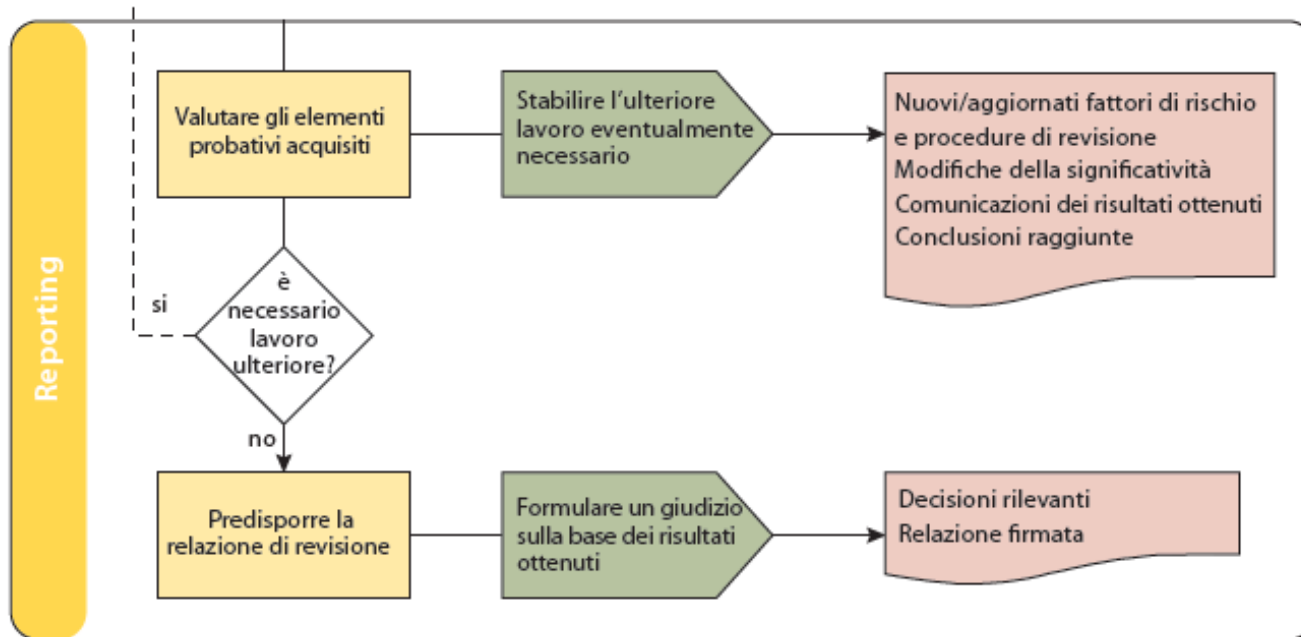 Reporting
Valutare gli elementi
probativi acquisiti
Stabilire l'ulteriore
lavoro eventualmente
necessario
Nuovi/aggiornati fattori di rischio
e procedure di revisione
Modifiche della significatività
Comunicazioni dei risultati ottenuti
Conclusioni raggiunte
si
è
necessario
lavoro
ulteriore?
no
Predisporre la
relazione di revisione
Formulare un giudizio
sulla base dei risultati
ottenuti
Decisioni rilevanti
Relazione firmata